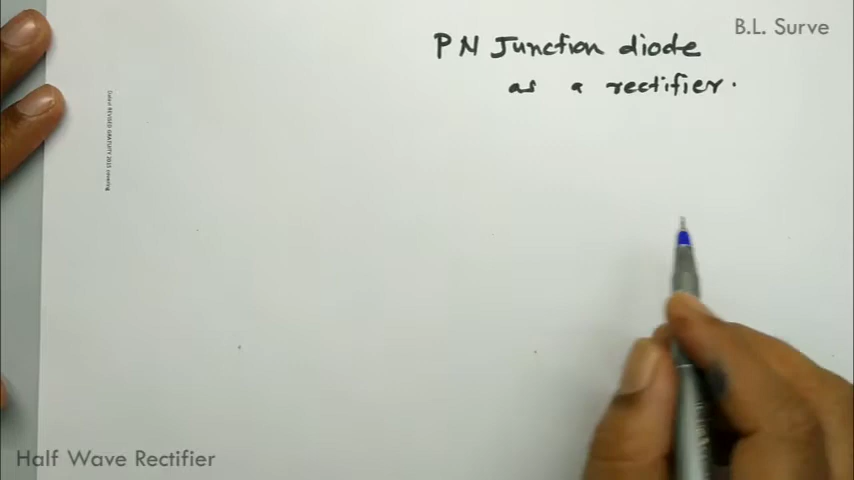 B.L. Surve
PN Junction diode
as a rectifier.
Half Wave Rectifier